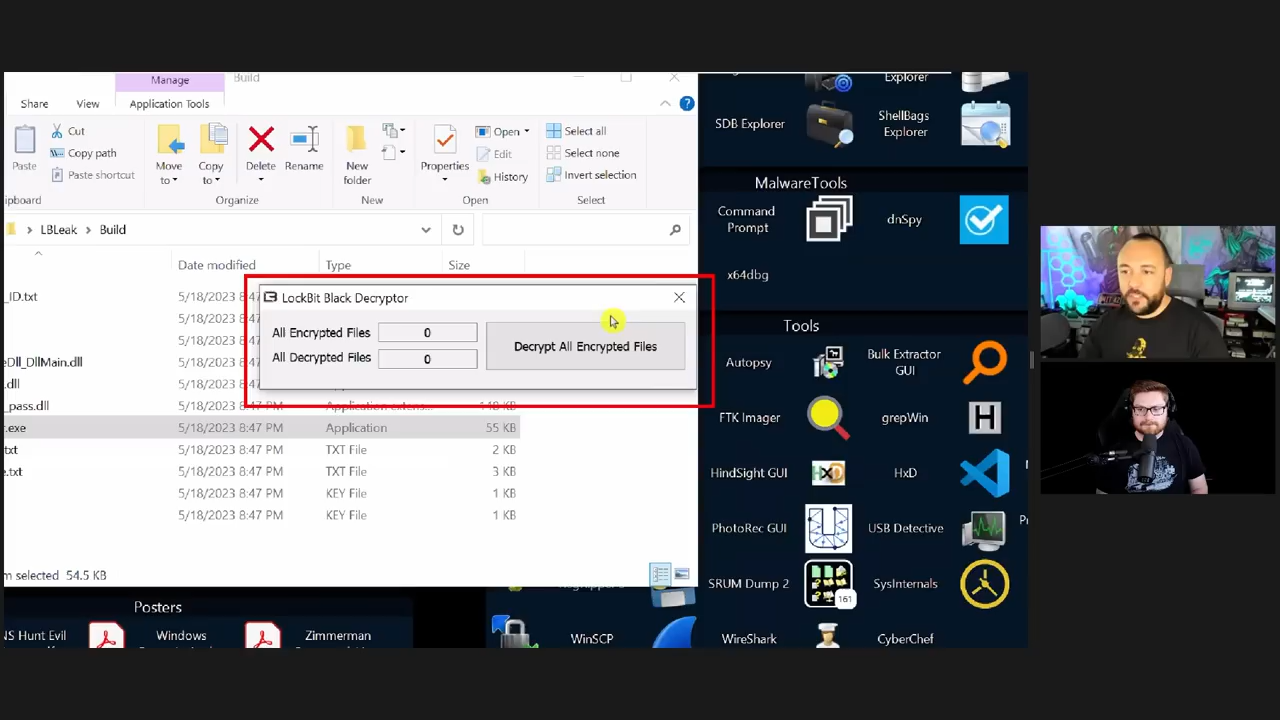 Manage
Build
Share
View
Application Tools
Cut
Copy path
Paste
Paste shortcut
Move to
Copy to
Delete
Rename
New folder
Properties
Open
Edit
History
Select all
Select none
Invert selection
ipboard
Organize
New
Open
Select
LBLeak
Build
Date modified
Type
Size
_ID.txt
5/18/2023 8:47
5/18/2023 8:4
5/18/2023 8:4
eDll_DllMain.dll
5/18/2023 8:4
.dll
5/18/2023 8:4
_pass.dll
5/18/2023 8:47 PM
LockBit Black Decryptor
All Encrypted Files
0
All Decrypted Files
0
Decrypt All Encrypted Files
.exe
5/18/2023 8:47 PM
Application
55 KB
txt
5/18/2023 8:47 PM
TXT File
2 KB
e.txt
5/18/2023 8:47 PM
TXT File
3 KB
5/18/2023 8:47 PM
KEY File
1 KB
5/18/2023 8:47 PM
KEY File
1 KB
m selected
54.5 KB
Explorer
SDB Explorer
ShellBags Explorer
MalwareTools
Command Prompt
dnSpy
x64dbg
Tools
Autopsy
Bulk Extractor GUI
FTK Imager
grepWin
HindSight GUI
HxD
PhotoRec GUI
USB Detective
SRUM Dump 2
161
SysInternals
WinSCP
WireShark
CyberChef
Posters
NS Hunt Evil
Windows
Zimmerman